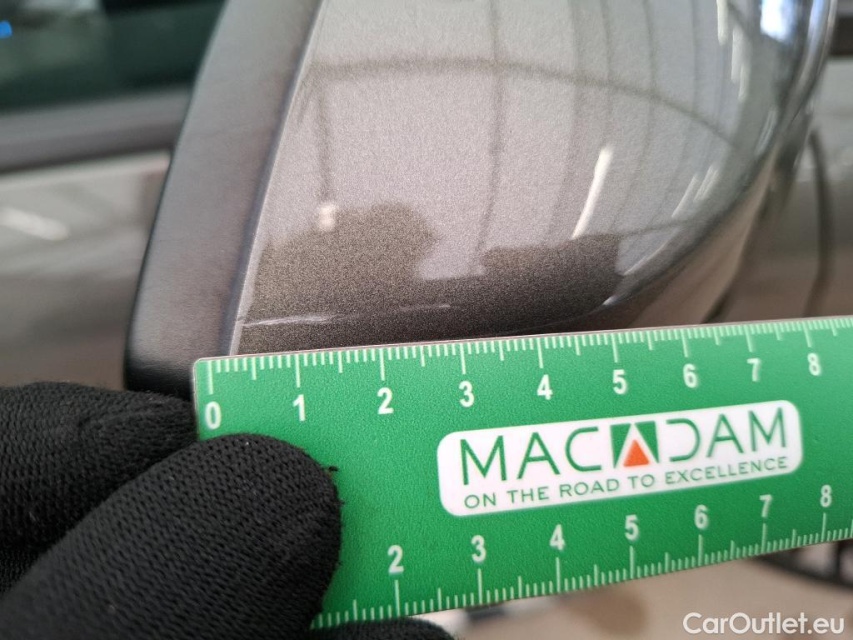 0 1 2 3 4 5 6 7 8
MACADAM
ON THE ROAD TO EXCELLENCE
2 3 4 5 6 7 8
CarOutlet.eu